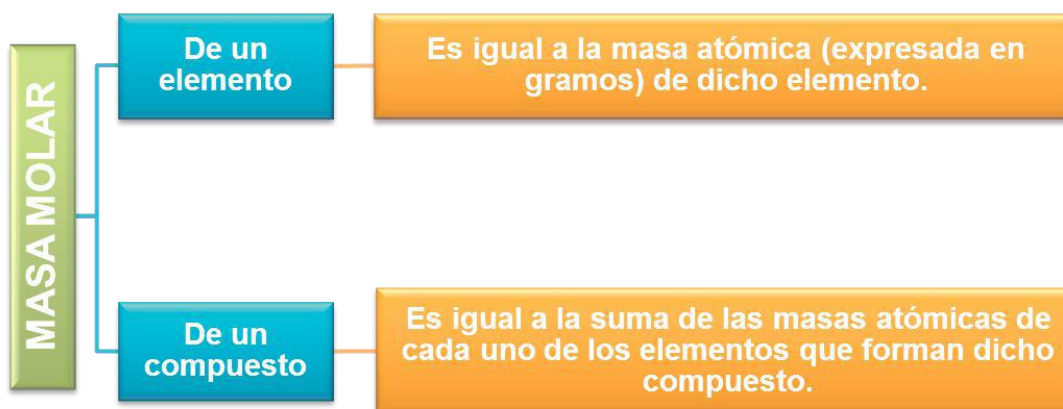 MASA MOLAR
De un
elemento
Es igual a la masa atómica (expresada en
gramos) de dicho elemento.
De un
compuesto
Es igual a la suma de las masas atómicas de
cada uno de los elementos que forman dicho
compuesto.